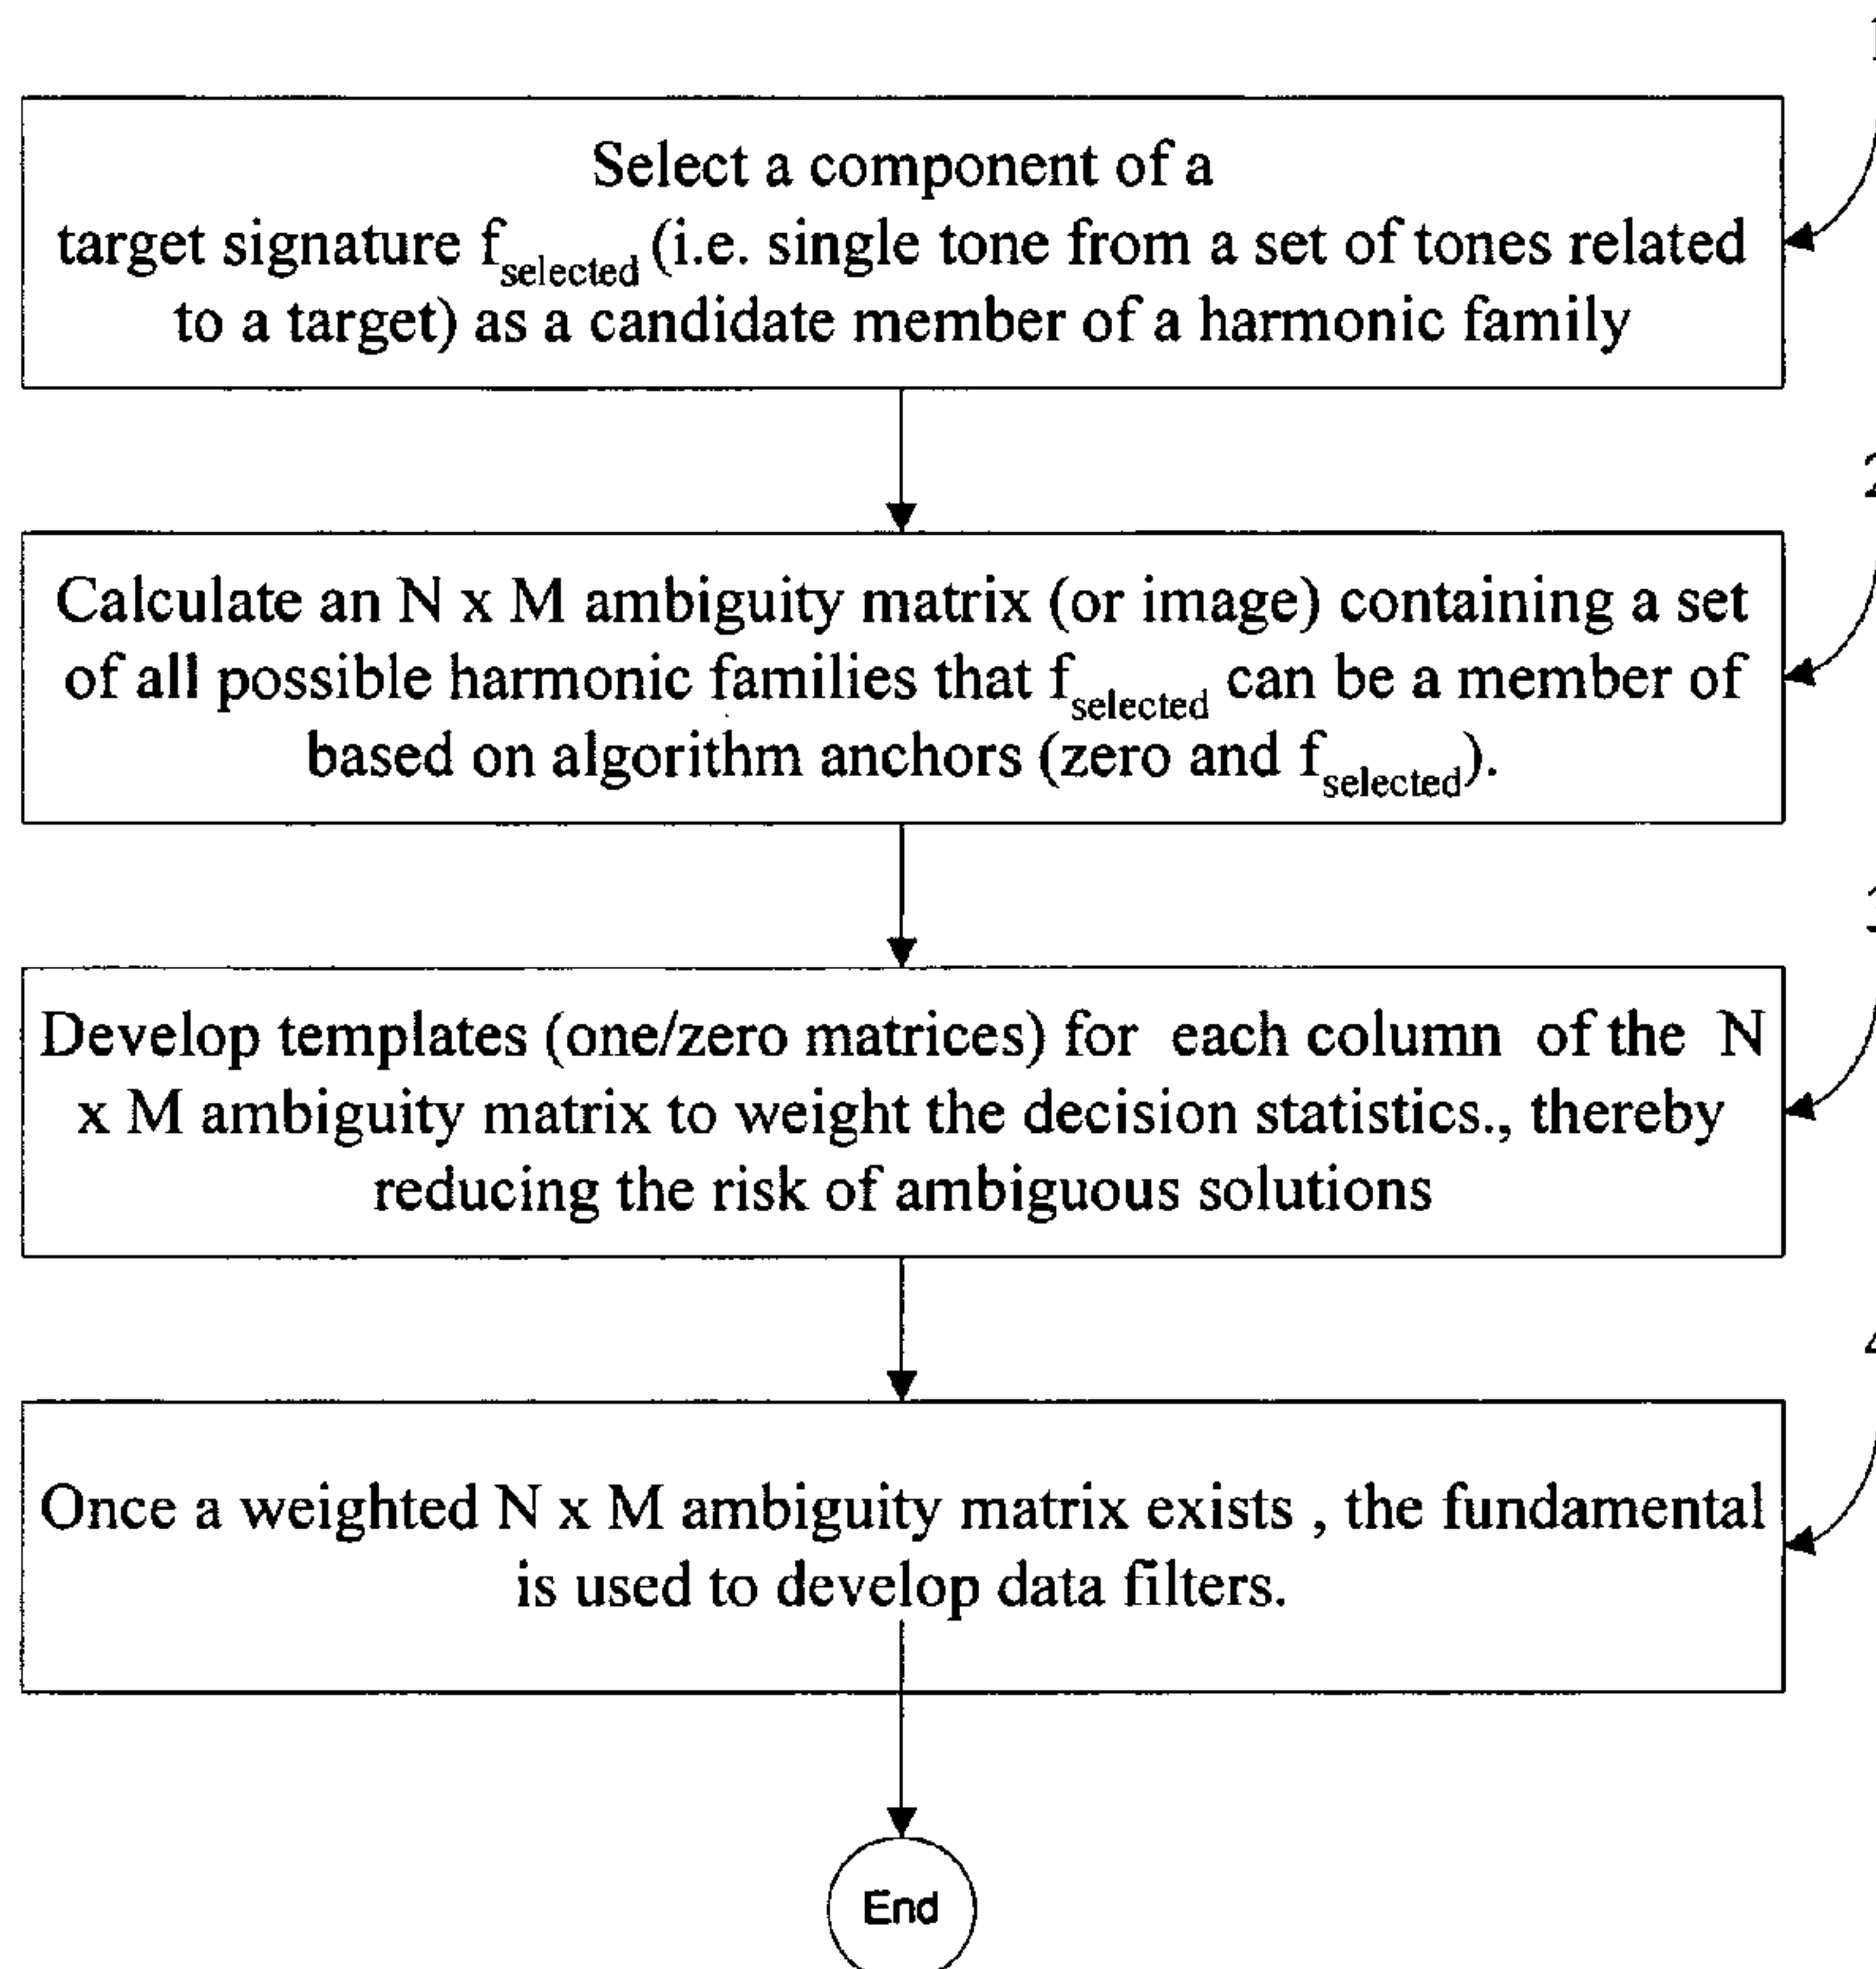 Select a component of a
target signature f selected (i.e. single tone from a set of tones related
to a target) as a candidate member of a harmonic family
Calculate an N x M ambiguity matrix (or image) containing a set
of all possible harmonic families that f selected can be a member of
based on algorithm anchors (zero and f selected).
Develop templates (one/zero matrices) for each column of the N
x M ambiguity matrix to weight the decision statistics., thereby
reducing the risk of ambiguous solutions
Once a weighted N x M ambiguity matrix exists , the fundamental
is used to develop data filters.
End